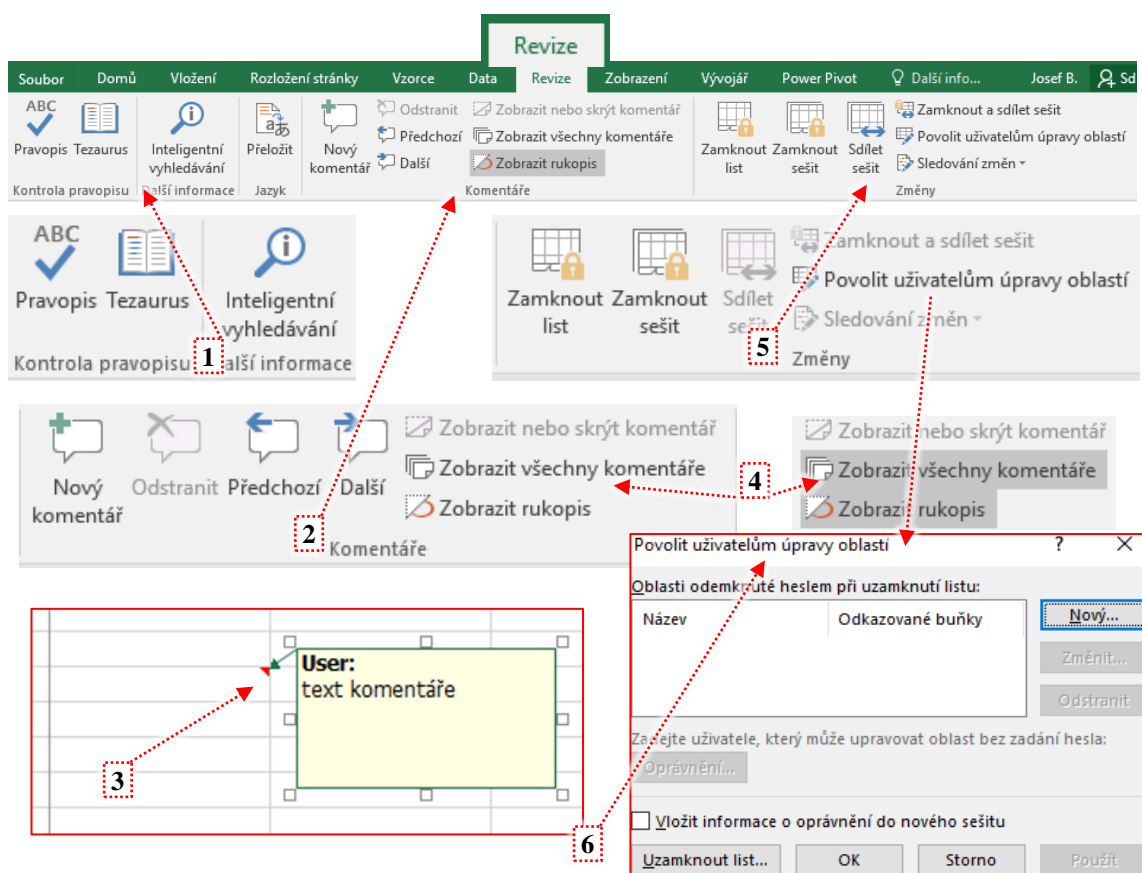 Revize
Soubor Domů Vložení Rozložení stránky Vzorce Data Revize Zobrazení Vývojář Power Pivot Další info... Josef B. Sd
ABC
Pravopis Tezaurus Inteligentní vyhledávání Přeložit Nový komentář
Odstranit Zobrazit nebo skrýt komentář
Předchozí Zobrazit všechny komentáře
Další Zobrazit rukopis
Zamknout list Zamknout sešit Sdílet sešit
Zamknout a sdílet sešit
Povolit uživatelům úpravy oblastí
Sledování změn
Kontrola pravopisu Další informace Jazyk Komentáře Změny
ABC
Pravopis Tezaurus Inteligentní
vyhledávání
Kontrola pravopisu Další informace
1
Zamknout Zamknout Sdílet
list sešit sešit
Zamknout a sdílet sešit
Povolit uživatelům úpravy oblastí
Sledování změn
5
Změny
Nový
komentář
Odstranit Předchozí Další
Zobrazit nebo skrýt komentář
Zobrazit všechny komentáře
Zobrazit rukopis
2
Komentáře
4
Zobrazit nebo skrýt komentář
Zobrazit všechny komentáře
Zobrazit rukopis
User:
text komentáře
3
Povolit uživatelům úpravy oblastí ?
Oblasti odemknuté heslem při uzamknutí listu:
Název Odkazované buňky
Nový...
Změnit...
Odstranit
Zadejte uživatele, který může upravovat oblast bez zadání hesla:
Oprávnění...
Vložit informace o oprávnění do nového sešitu
6
Uzamknout list... OK Storno Použít